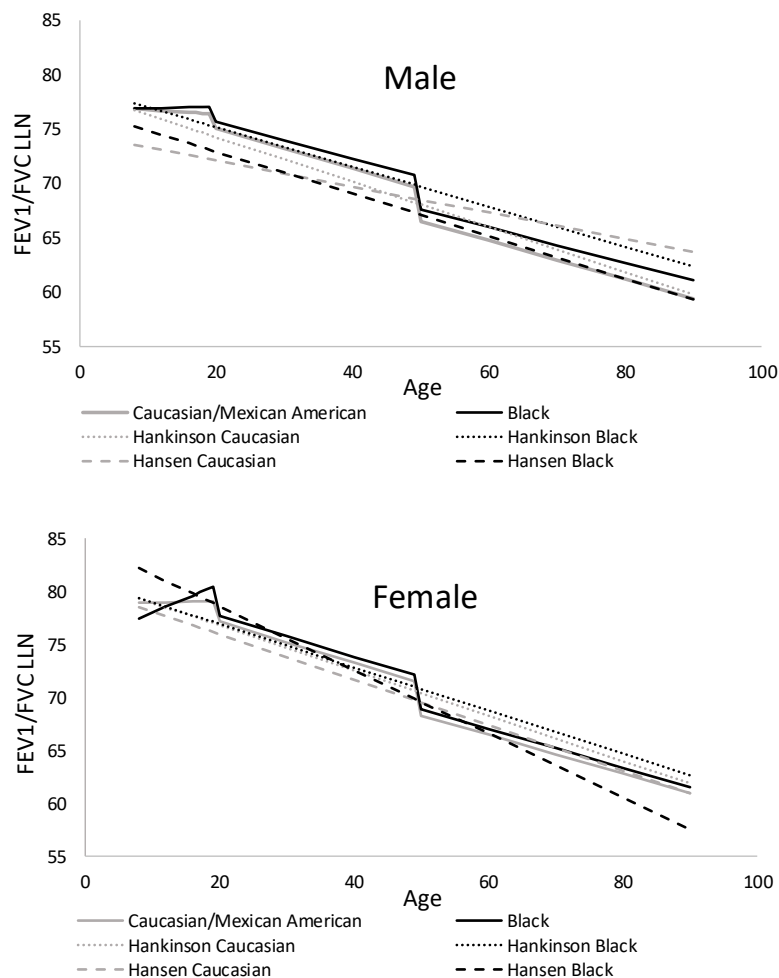 85
Male
80
75
70
65
60
55
FEV1/FVC LLN
0 20 40 60 80 100
Age
Caucasian/Mexican American Black
Hankinson Caucasian Hankinson Black
Hansen Caucasian Hansen Black
85
Female
80
75
70
65
60
55
FEV1/FVC LLN
0 20 40 60 80 100
Age
Caucasian/Mexican American Black
Hankinson Caucasian Hankinson Black
Hansen Caucasian Hansen Black